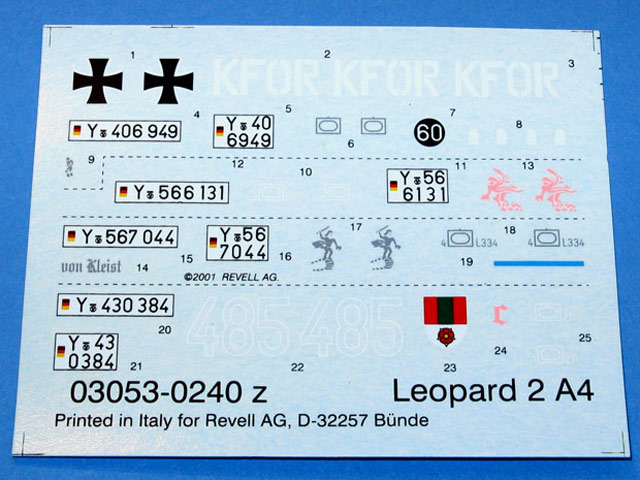 1
2
3
KFOR KFOR KFOR
4
5
Y 406 949
Y 40
6949
6
60
7
8
9
12
10
11
13
Y 566 131
Y 56
6131
17
18
Y 567 044
Y 56
7044
4 L334
4 L334
von Kleist
14
15
16
19
©2001 REVELL AG.
Y 430 384
20
485 485
r
25
Y 43
0384
21
22
23
24
03053-0240 z
Leopard 2 A4
Printed in Italy for Revell AG, D-32257 Bünde